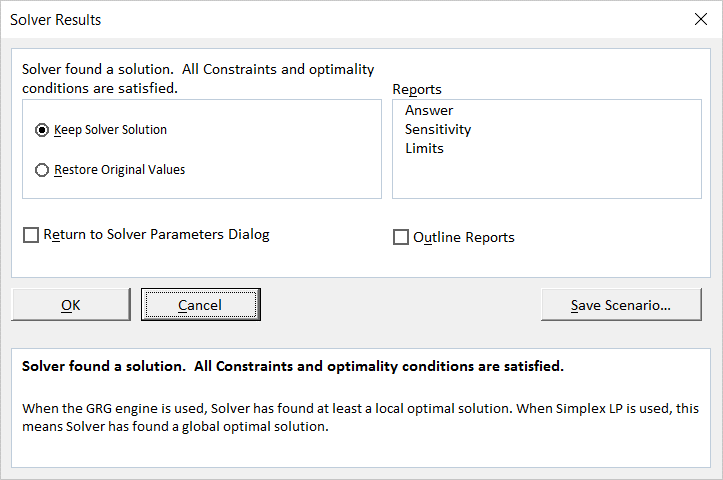 Solver Results
Solver found a solution.  All Constraints and optimality
conditions are satisfied.
Reports
Answer
Sensitivity
Limits
Keep Solver Solution
Restore Original Values
Return to Solver Parameters Dialog
Outline Reports
OK
Cancel
Save Scenario...
Solver found a solution.  All Constraints and optimality conditions are satisfied.
When the GRG engine is used, Solver has found at least a local optimal solution. When Simplex LP is used, this
means Solver has found a global optimal solution.